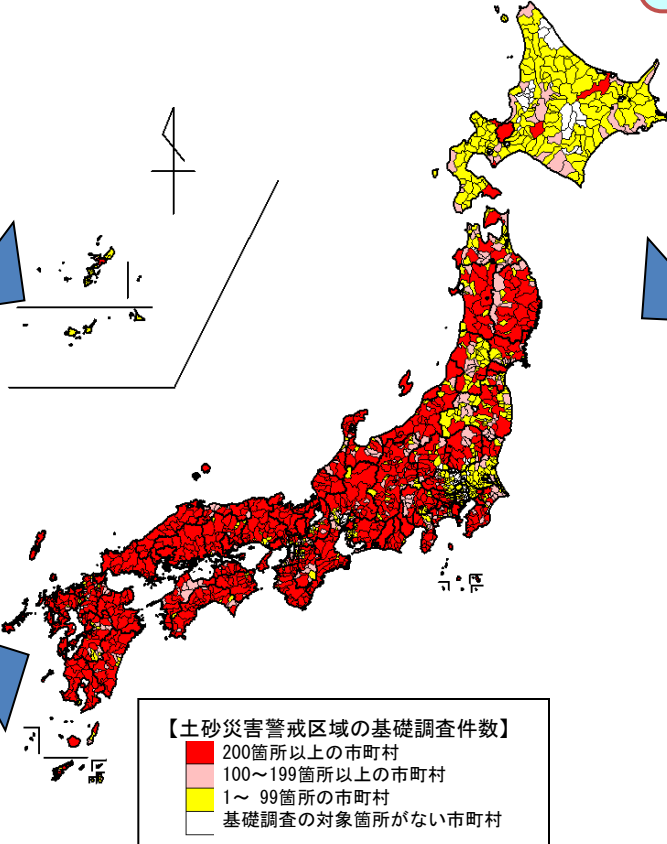 【土砂災害警戒区域の基礎調査件数】
200箇所以上の市町村
100～199箇所以上の市町村
1～ 99箇所の市町村
基礎調査の対象箇所がない市町村